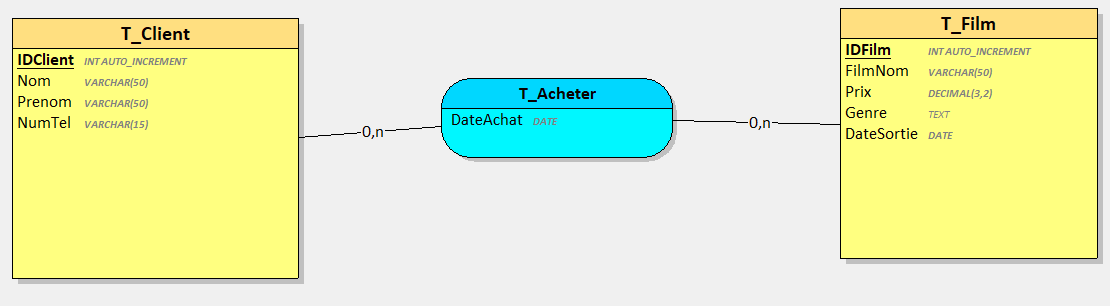 T_Client
IDClient INT AUTO_INCREMENT
Nom VARCHAR(50)
Prenom VARCHAR(50)
NumTel VARCHAR(15)
0,n
T_Acheter
DateAchat DATE
0,n
T_Film
IDFilm INT AUTO_INCREMENT
FilmNom VARCHAR(50)
Prix DECIMAL(3,2)
Genre TEXT
DateSortie DATE